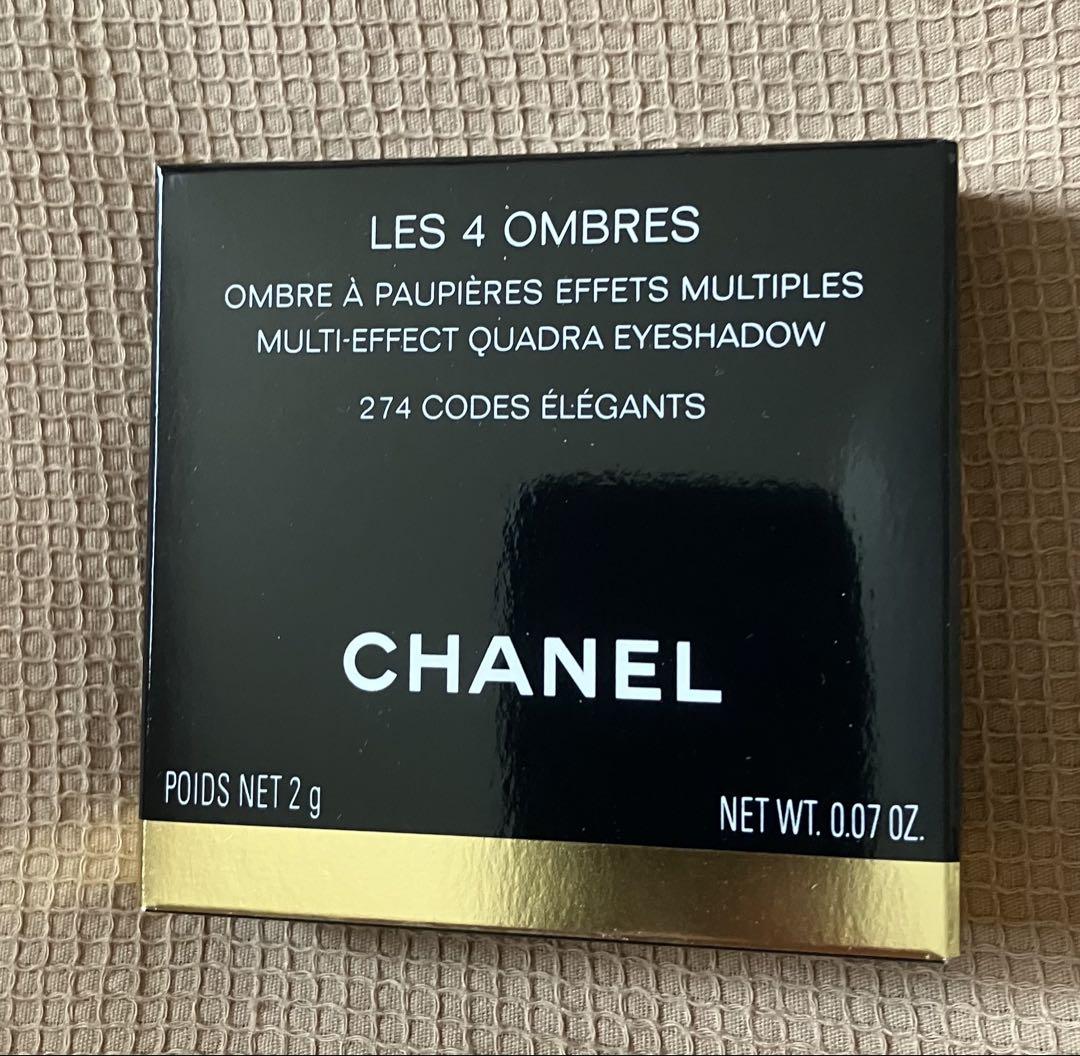 LES 4 OMBRES
OMBRE À PAUPIÈRES EFFETS MULTIPLES
MULTI-EFFECT QUADRA EYESHADOW
274 CODES ÉLÉGANTS
CHANEL
POIDS NET 2 g
NET WT. 0.07 OZ.